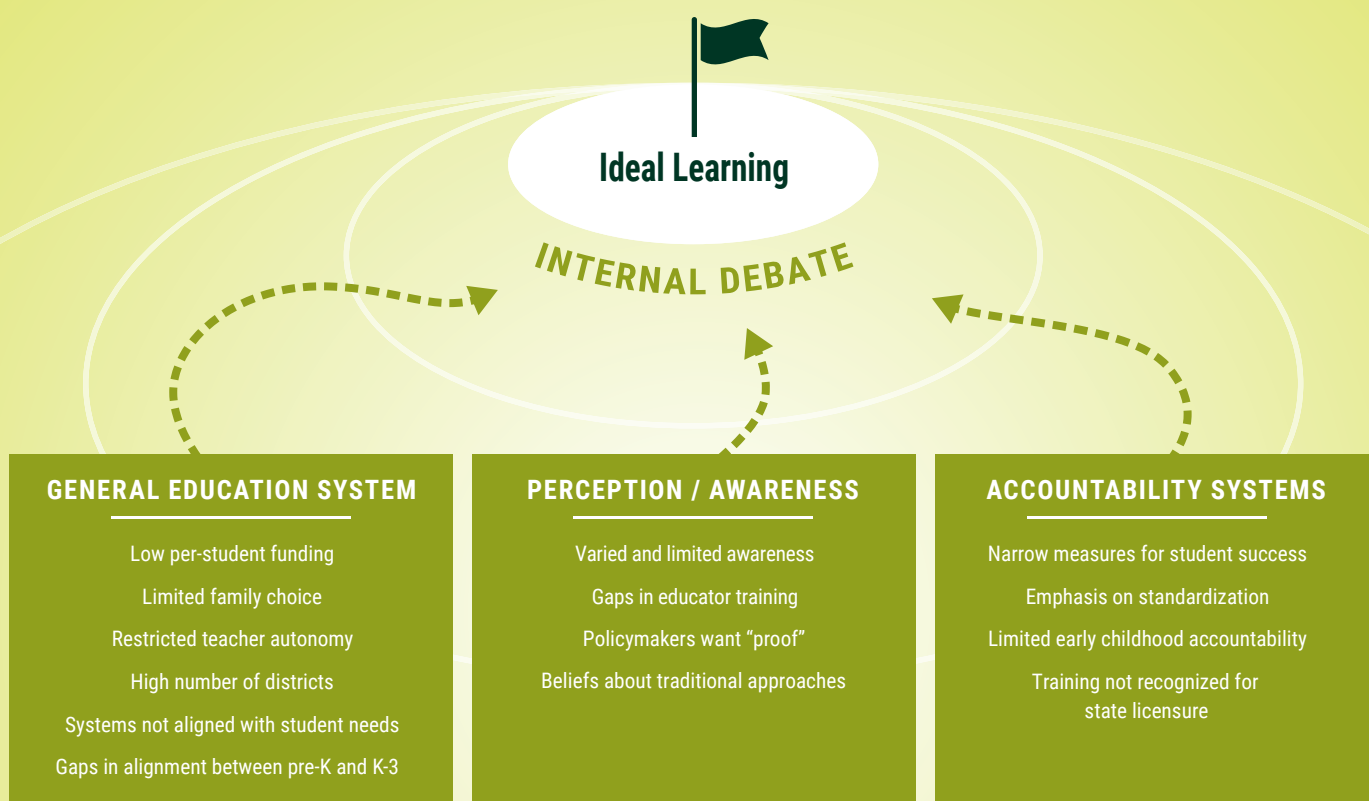 Ideal Learning
INTERNAL DEBATE
GENERAL EDUCATION SYSTEM
Low per-student funding
Limited family choice
Restricted teacher autonomy
High number of districts
Systems not aligned with student needs
Gaps in alignment between pre-K and K-3
PERCEPTION / AWARENESS
Varied and limited awareness
Gaps in educator training
Policymakers want “proof”
Beliefs about traditional approaches
ACCOUNTABILITY SYSTEMS
Narrow measures for student success
Emphasis on standardization
Limited early childhood accountability
Training not recognized for
state licensure